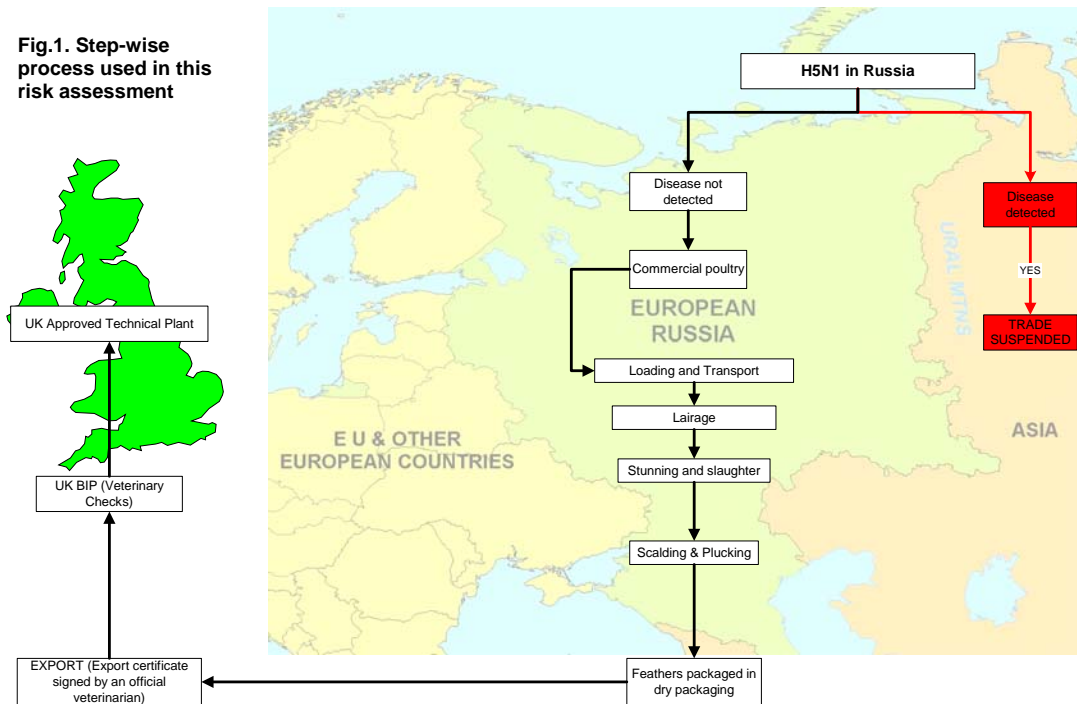 Fig.1. Step-wise
process used in this
risk assessment
H5N1 in Russia
Disease not
detected
Disease
detected
YES
TRADE
SUSPENDED
Commercial poultry
URAL MTNS
EUROPEAN
RUSSIA
ASIA
Loading and Transport
Lairage
E U & OTHER
EUROPEAN COUNTRIES
Stunning and slaughter
Scalding & Plucking
Feathers packaged in
dry packaging
EXPORT (Export certificate
signed by an official
veterinarian)
UK BIP (Veterinary
Checks)
UK Approved Technical Plant